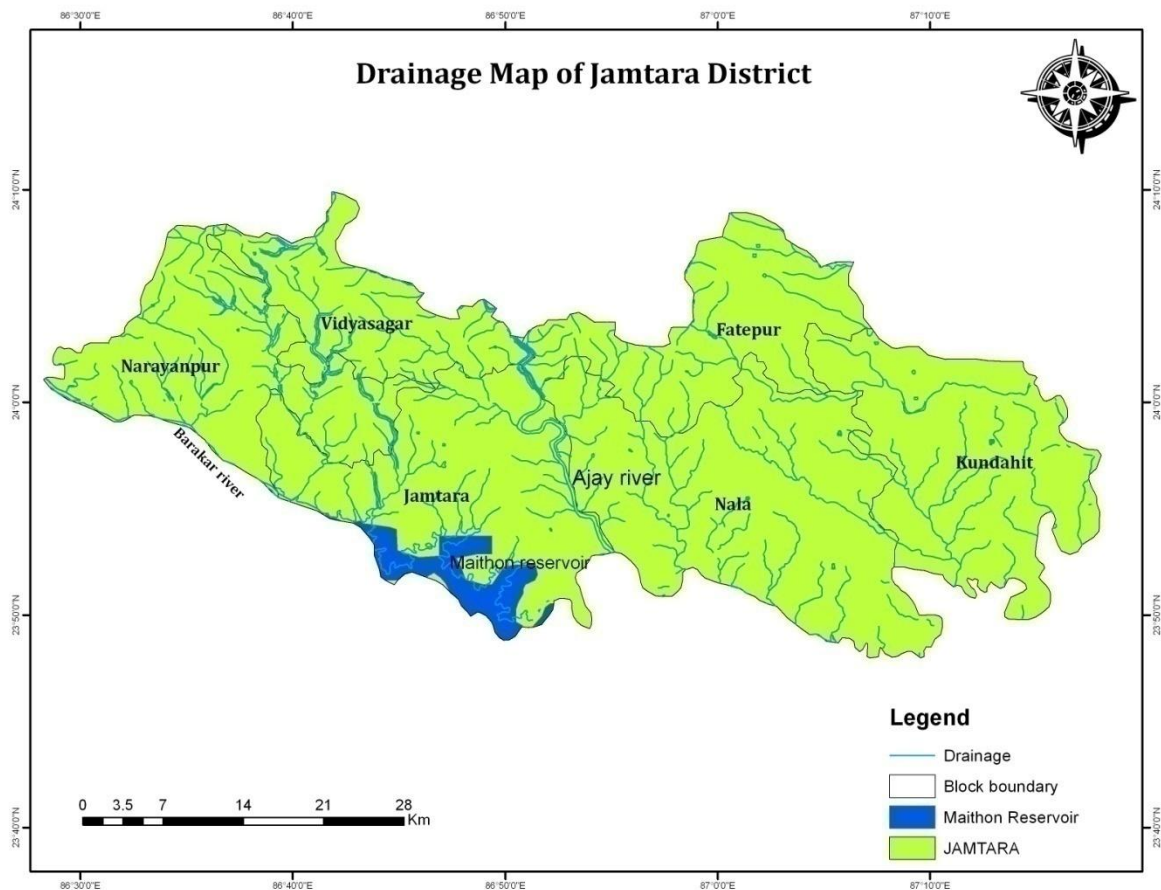 86°30'0"E 86°40'0"E 86°50'0"E 87°0'0"E 87°10'0"E
Drainage Map of Jamtara District
24°10'0"N 24°10'0"N
Vidyasagar
Fatepur
Narayanpur
24°0'0"N 24°0'0"N
Barakar river
Kundahit
Ajay river
Jamtara
Nala
Maithon reservoir
23°50'0"N 23°50'0"N
Legend
Drainage
Block boundary
Maithon Reservoir
JAMTARA
0 3.5 7 14 21 28
Km
23°40'0"N 23°40'0"N
86°30'0"E 86°40'0"E 86°50'0"E 87°0'0"E 87°10'0"E